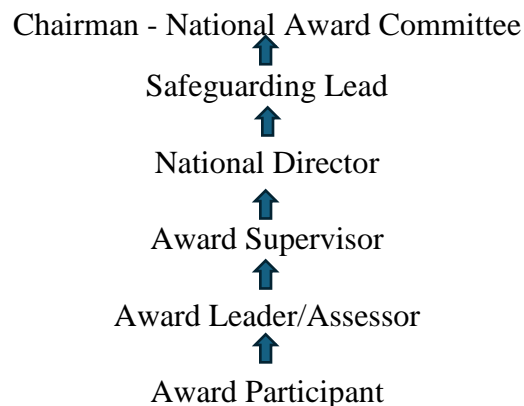 Chairman - National Award Committee
Safeguarding Lead
National Director
Award Supervisor
Award Leader/Assessor
Award Participant